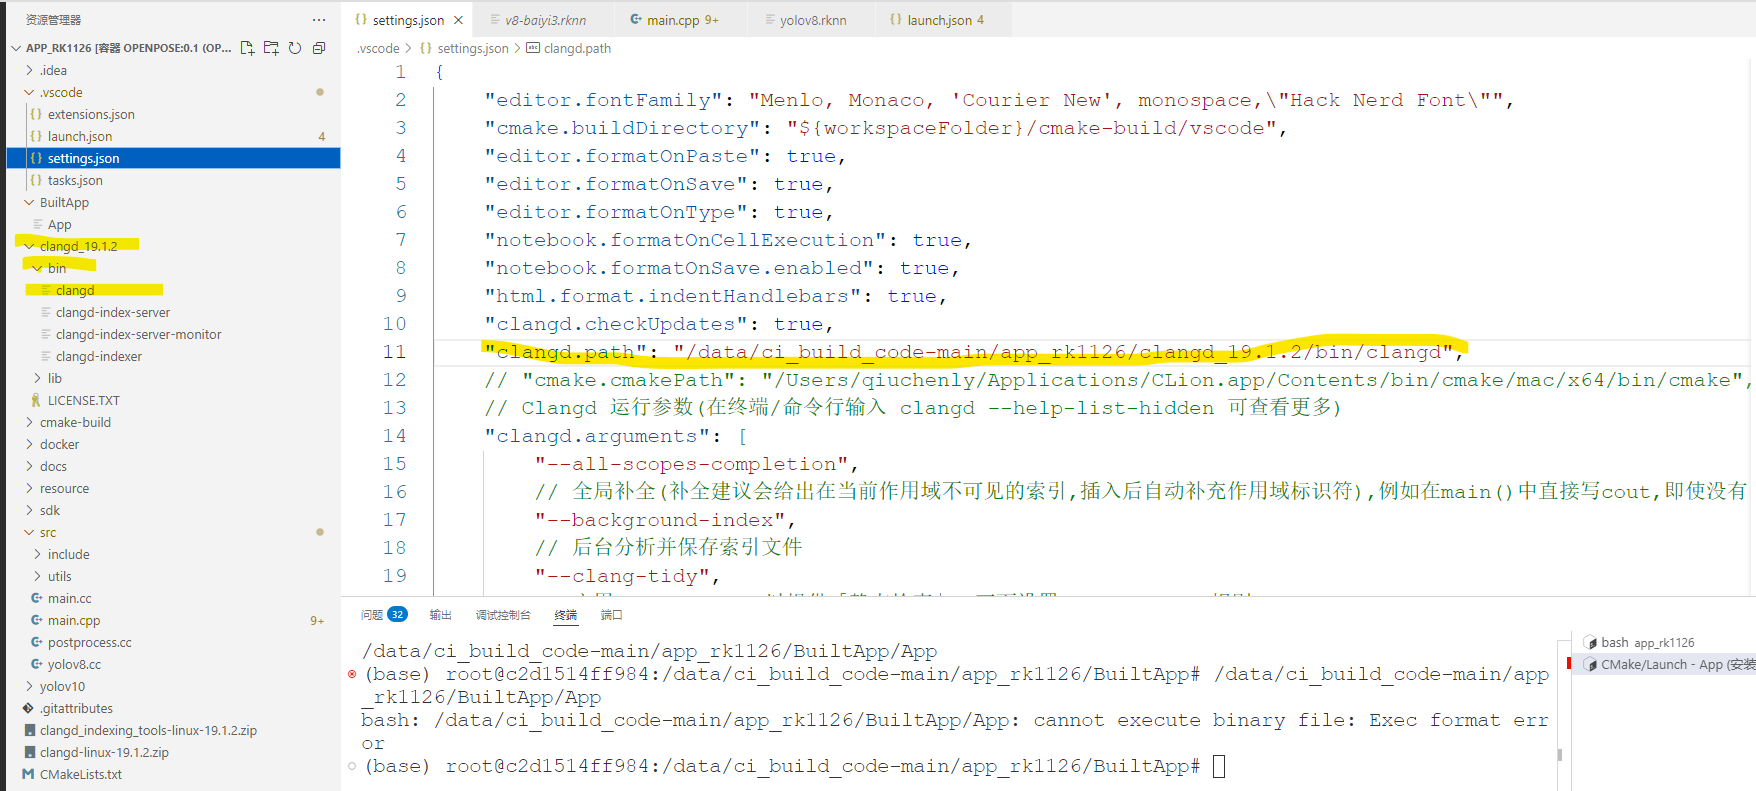 资源管理器
APP_RK1126 [容器 OPENPOSE:0.1 (OP...
.idea
.vscode
extensions.json
launch.json 4
settings.json
tasks.json
BuiltApp
App
clangd_19.1.2
bin
clangd
clangd-index-server
clangd-index-server-monitor
clangd-indexer
lib
LICENSE.TXT
cmake-build
docker
docs
resource
sdk
src
include
utils
main.cc
main.cpp 9+
postprocess.cc
yolov8.cc
yolov10
.gitattributes
clangd_indexing_tools-linux-19.1.2.zip
clangd-linux-19.1.2.zip
CMakeLists.txt
settings.json v8-baiyi3.rknn main.cpp 9+ yolov8.rknn launch.json 4
.vscode > {} settings.json > clangd.path
1 {
2 "editor.fontFamily": "Menlo, Monaco, 'Courier New', monospace,\"Hack Nerd Font\"",
3 "cmake.buildDirectory": "${workspaceFolder}/cmake-build/vscode",
4 "editor.formatOnPaste": true,
5 "editor.formatOnSave": true,
6 "editor.formatOnType": true,
7 "notebook.formatOnCellExecution": true,
8 "notebook.formatOnSave.enabled": true,
9 "html.format.indentHandlebars": true,
10 "clangd.checkUpdates": true,
11 "clangd.path": "/data/ci_build_code-main/app_rk1126/clangd_19.1.2/bin/clangd",
12 // "cmake.cmakePath": "/Users/qiuchenly/Applications/CLion.app/Contents/bin/cmake/mac/x64/bin/cmake",
13 // Clangd 运行参数(在终端/命令行输入 clangd --help-list-hidden 可查看更多)
14 "clangd.arguments": [
15 "--all-scopes-completion",
16 // 全局补全(补全建议会给出在当前作用域不可见的索引,插入后自动补充作用域标识符),例如在main()中直接写cout,即使没有
17 "--background-index",
18 // 后台分析并保存索引文件
19 "--clang-tidy",
问题 32 输出 调试控制台 终端 端口
/data/ci_build_code-main/app_rk1126/BuiltApp/App
(base) root@c2d1514ff984:/data/ci_build_code-main/app_rk1126/BuiltApp# /data/ci_build_code-main/app
_rk1126/BuiltApp/App
bash: /data/ci_build_code-main/app_rk1126/BuiltApp/App: cannot execute binary file: Exec format err
or
(base) root@c2d1514ff984:/data/ci_build_code-main/app_rk1126/BuiltApp#
bash app_rk1126
CMake/Launch - App (安装